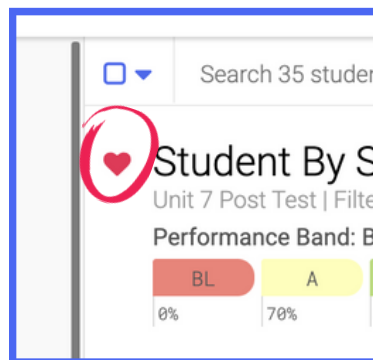 Search 35 studen
Student By S
Unit 7 Post Test | Filte
Performance Band: B
BL A
0% 70%